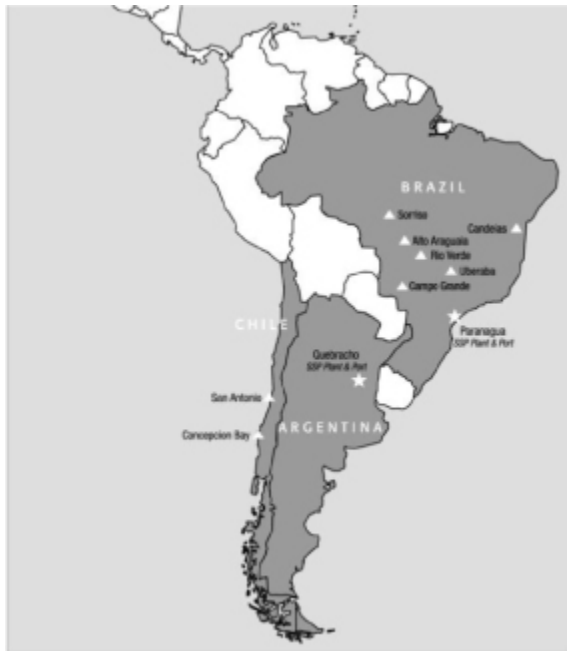 BRAZIL
Sorriso
Candeias
Alto Araguaia
Rio Verde
Uberaba
Campo Grande
CHILE
Paranagua
SSP Plant & Port
Quebracho
SSP Plant & Port
San Antonio
ARGENTINA
Concepcion Bay